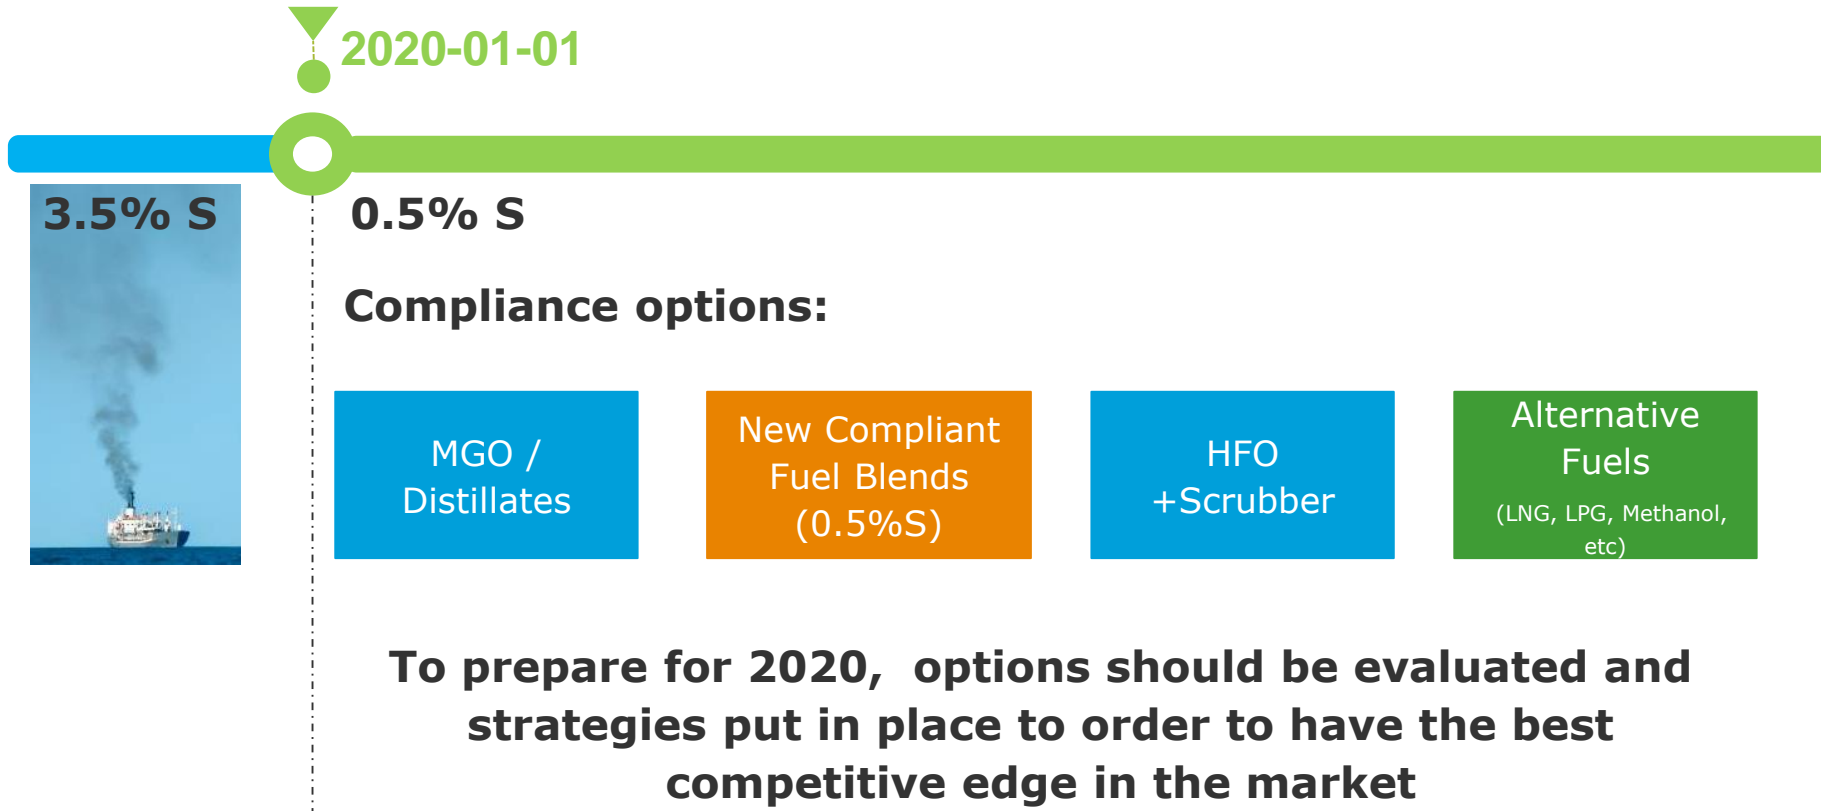 2020-01-01
3.5% S
0.5% S
Compliance options:
MGO /
Distillates
New Compliant
Fuel Blends
(0.5%S)
HFO
+Scrubber
Alternative
Fuels
(LNG, LPG, Methanol,
etc)
To prepare for 2020,  options should be evaluated and
strategies put in place to order to have the best
competitive edge in the market